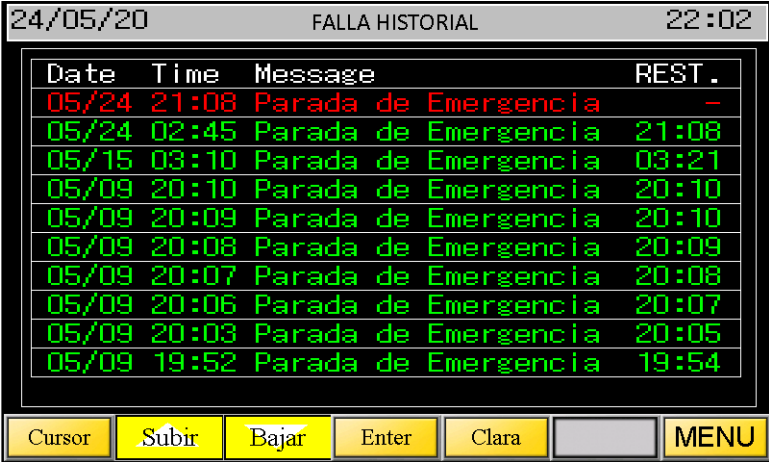 24/05/20 FALLA HISTORIAL 22:02
Date Time Message REST.
05/24 21:08 Parada de Emergencia -
05/24 02:45 Parada de Emergencia 21:08
05/15 03:10 Parada de Emergencia 03:21
05/09 20:10 Parada de Emergencia 20:10
05/09 20:09 Parada de Emergencia 20:10
05/09 20:08 Parada de Emergencia 20:09
05/09 20:07 Parada de Emergencia 20:08
05/09 20:06 Parada de Emergencia 20:07
05/09 20:03 Parada de Emergencia 20:05
05/09 19:52 Parada de Emergencia 19:54
Cursor Subir Bajar Enter Clara MENU